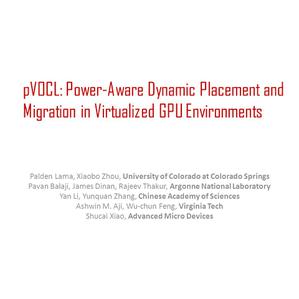 pVOCL: Power-Aware Dynamic Placement and
Migration in Virtualized GPU Environments
Palden Lama, Xiaobo Zhou, University of Colorado at Colorado Springs
Pavan Balaji, James Dinan, Rajeev Thakur, Argonne National Laboratory
Yan Li, Yunquan Zhang, Chinese Academy of Sciences
Ashwin M. Aji, Wu-chun Feng, Virginia Tech
Shucai Xiao, Advanced Micro Devices